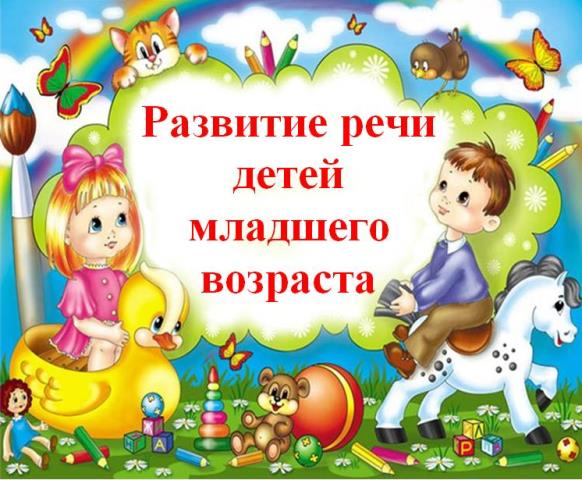 Развитие речи
детей
младшего
возраста